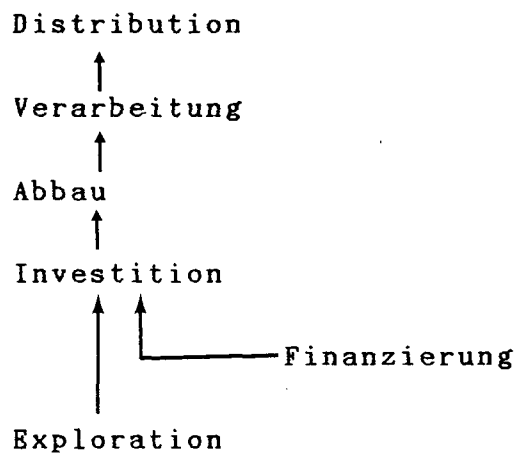 Distribution
Verarbeitung
Abbau
Investition
Finanzierung
Exploration